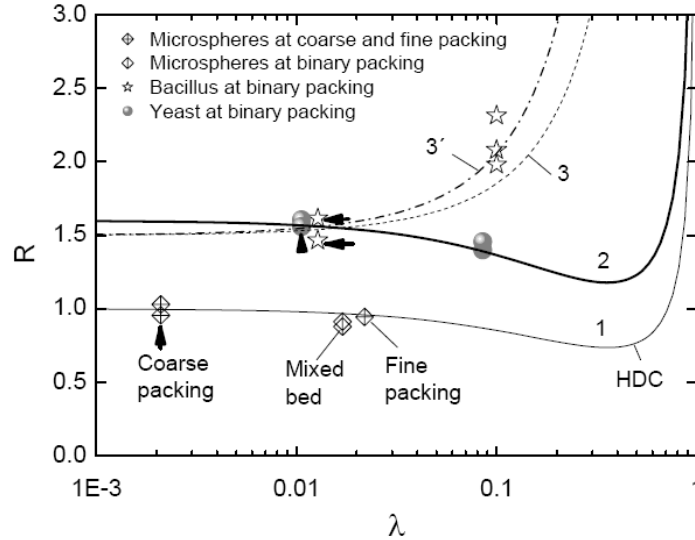 3.0
Microspheres at coarse and fine packing
Microspheres at binary packing
2.5
Bacillus at binary packing
Yeast at binary packing
2.0
3´
3
R
1.5
2
1.0
1
Coarse
packing
Mixed
bed
Fine
packing
HDC
0.5
0.0
1E-3
0.01
0.1
1
λ